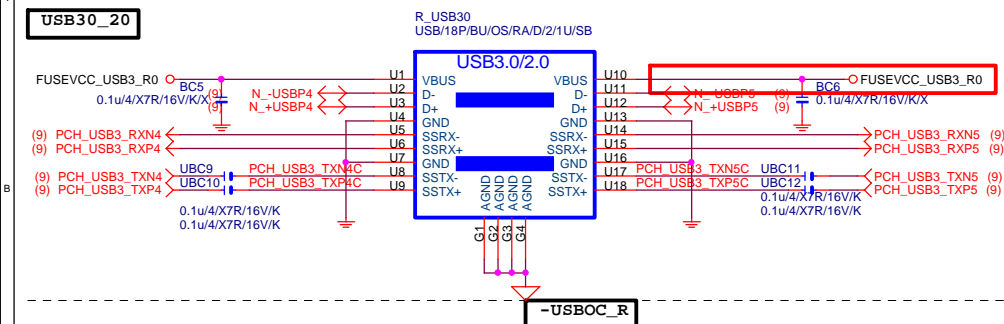 USB30_20
R_USB30
USB/18P/BU/OS/RA/D/2/1U/SB
USB3.0/2.0
FUSEVCC_USB3_R0
BC5
0.1u/4/X7R/16V/K/X
(9) N_-USBP4
(9) N_+USBP4
(9) PCH_USB3_RXN4
(9) PCH_USB3_RXP4
(9) PCH_USB3_TXN4
(9) PCH_USB3_TXP4
UBC9 PCH_USB3_TXN4C
UBC10 PCH_USB3_TXP4C
0.1u/4/X7R/16V/K
0.1u/4/X7R/16V/K
U1 VBUS VBUS U10
U2 D- D- U11
U3 D+ D+ U12
U4 GND GND U13
U5 SSRX- SSRX- U14
U6 SSRX+ SSRX+ U15
U7 GND GND U16
U8 SSTX- SSTX- U17
U9 SSTX+ SSTX+ U18
AGND AGND AGND AGND
G1 G2 G3 G4
FUSEVCC_USB3_R0
BC6
0.1u/4/X7R/16V/K/X
N_-USBP5 (9)
N_+USBP5 (9)
PCH_USB3_RXN5 (9)
PCH_USB3_RXP5 (9)
PCH_USB3_TXN5C UBC11
PCH_USB3_TXP5C UBC12
PCH_USB3_TXN5 (9)
PCH_USB3_TXP5 (9)
0.1u/4/X7R/16V/K
0.1u/4/X7R/16V/K
B
-USBOC_R